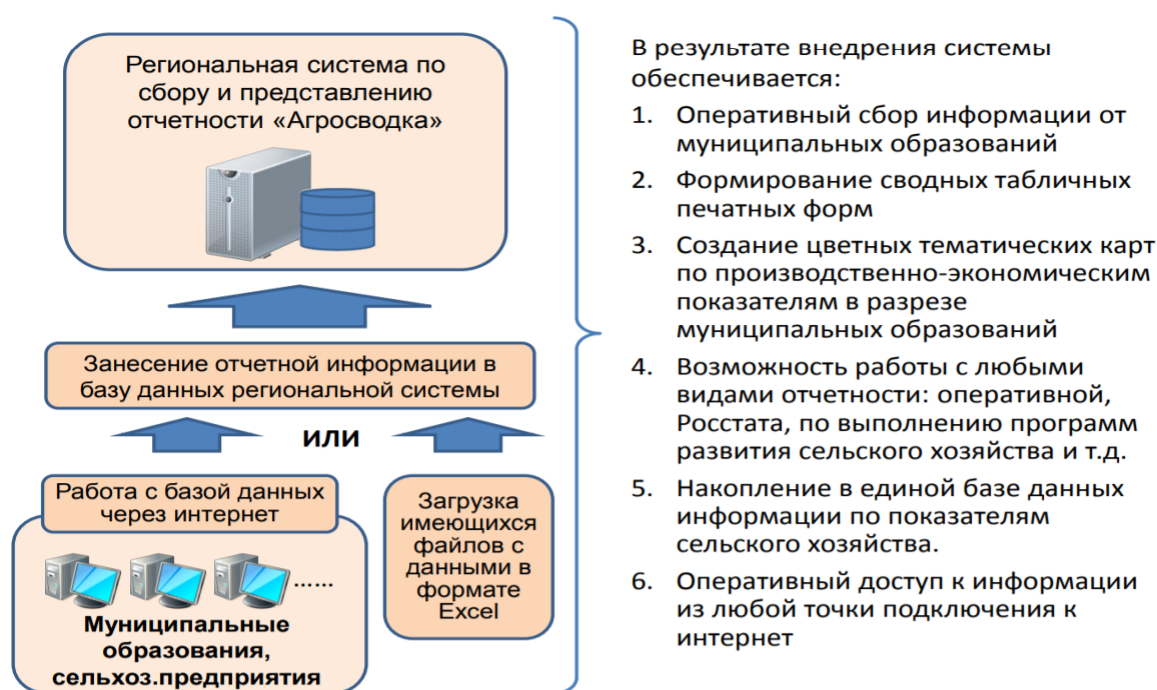 Региональная система по
сбору и представлению
отчетности «Агросводка»
Занесение отчетной информации в
базу данных региональной системы
или
Работа с базой данных
через интернет
......
Муниципальные
образования,
сельхоз.предприятия
Загрузка
имеющихся
файлов с
данными в
формате
Excel
В результате внедрения системы
обеспечивается:
1. Оперативный сбор информации от
муниципальных образований
2. Формирование сводных табличных
печатных форм
3. Создание цветных тематических карт
по производственно-экономическим
показателям в разрезе
муниципальных образований
4. Возможность работы с любыми
видами отчетности: оперативной,
Росстата, по выполнению программ
развития сельского хозяйства и т.д.
5. Накопление в единой базе данных
информации по показателям
сельского хозяйства.
6. Оперативный доступ к информации
из любой точки подключения к
интернет